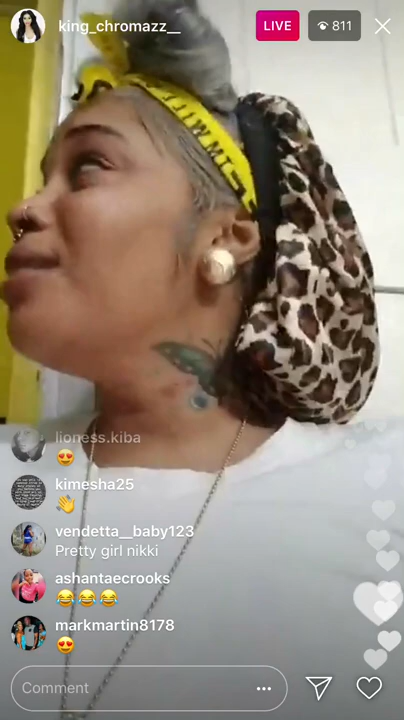 king_chromazz__
LIVE
811
lioness.kiba
😍
kimesha25
👋
vendetta__baby123
Pretty girl nikki
ashantaecrooks
😂😂😂
markmartin8178
😍
Comment